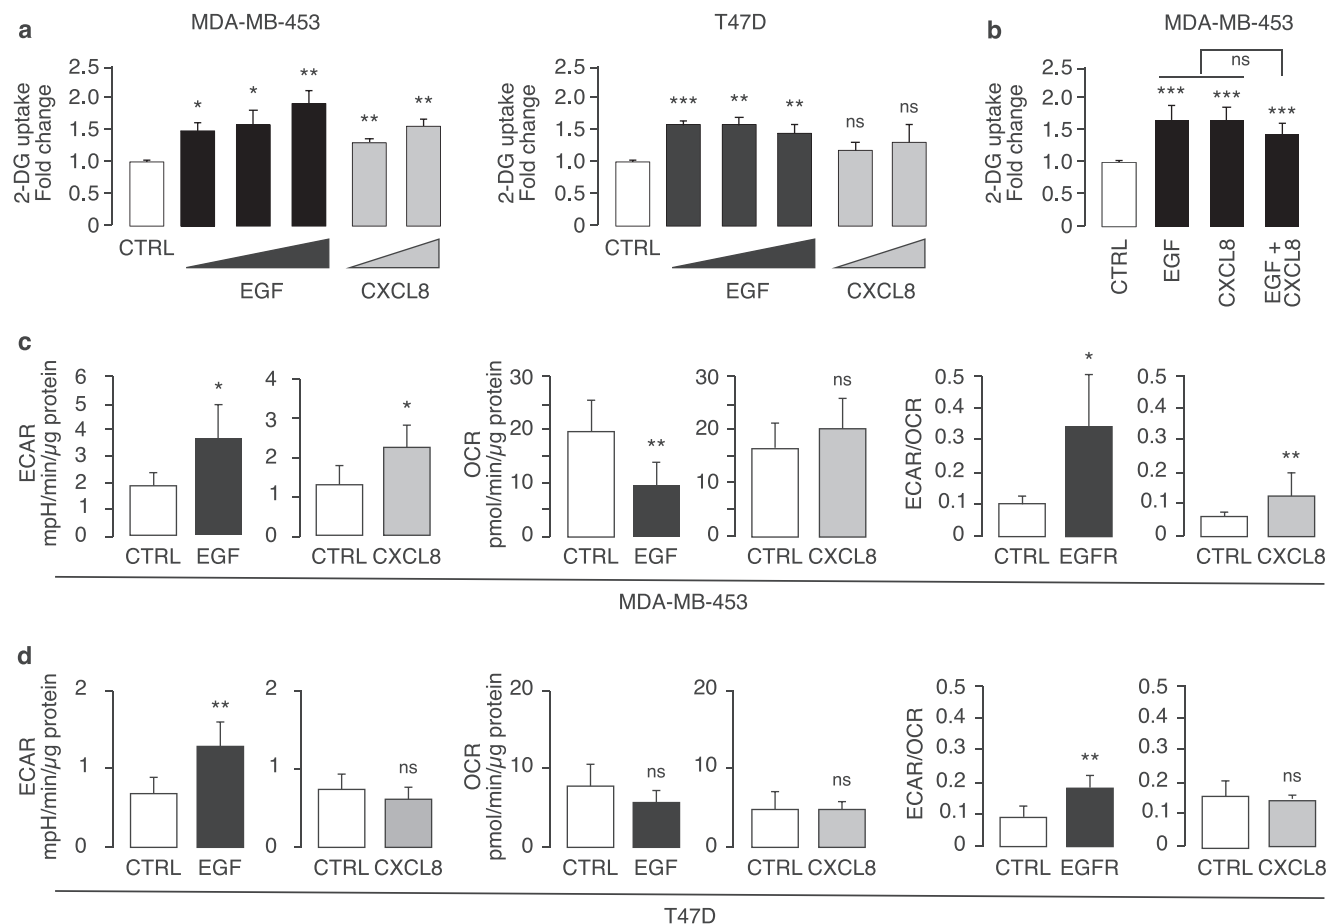 a
MDA-MB-453
T47D
b
MDA-MB-453
2-DG uptake
Fold change
2.5
2.0
1.5
1.0
0.5
0
*
*
**
**
**
CTRL
EGF
CXCL8
2-DG uptake
Fold change
2.5
2.0
1.5
1.0
0.5
0
***
**
**
ns
ns
CTRL
EGF
CXCL8
2-DG uptake
Fold change
2.5
2.0
1.5
1.0
0.5
0
ns
***
***
***
CTRL
EGF
CXCL8
EGF +
CXCL8
c
ECAR
mpH/min/µg protein
6
5
4
3
2
1
0
*
CTRL EGF
4
3
2
1
0
*
CTRL CXCL8
OCR
pmol/min/µg protein
30
20
10
0
**
CTRL EGF
30
20
10
0
ns
CTRL CXCL8
ECAR/OCR
0.5
0.4
0.3
0.2
0.1
0
*
CTRL EGFR
0.5
0.4
0.3
0.2
0.1
0
**
CTRL CXCL8
MDA-MB-453
d
ECAR
mpH/min/µg protein
2
1
0
**
CTRL EGF
2
1
0
ns
CTRL CXCL8
OCR
pmol/min/µg protein
20
10
0
ns
CTRL EGF
20
10
0
ns
CTRL CXCL8
ECAR/OCR
0.5
0.4
0.3
0.2
0.1
0
**
CTRL EGFR
0.5
0.4
0.3
0.2
0.1
0
ns
CTRL CXCL8
T47D